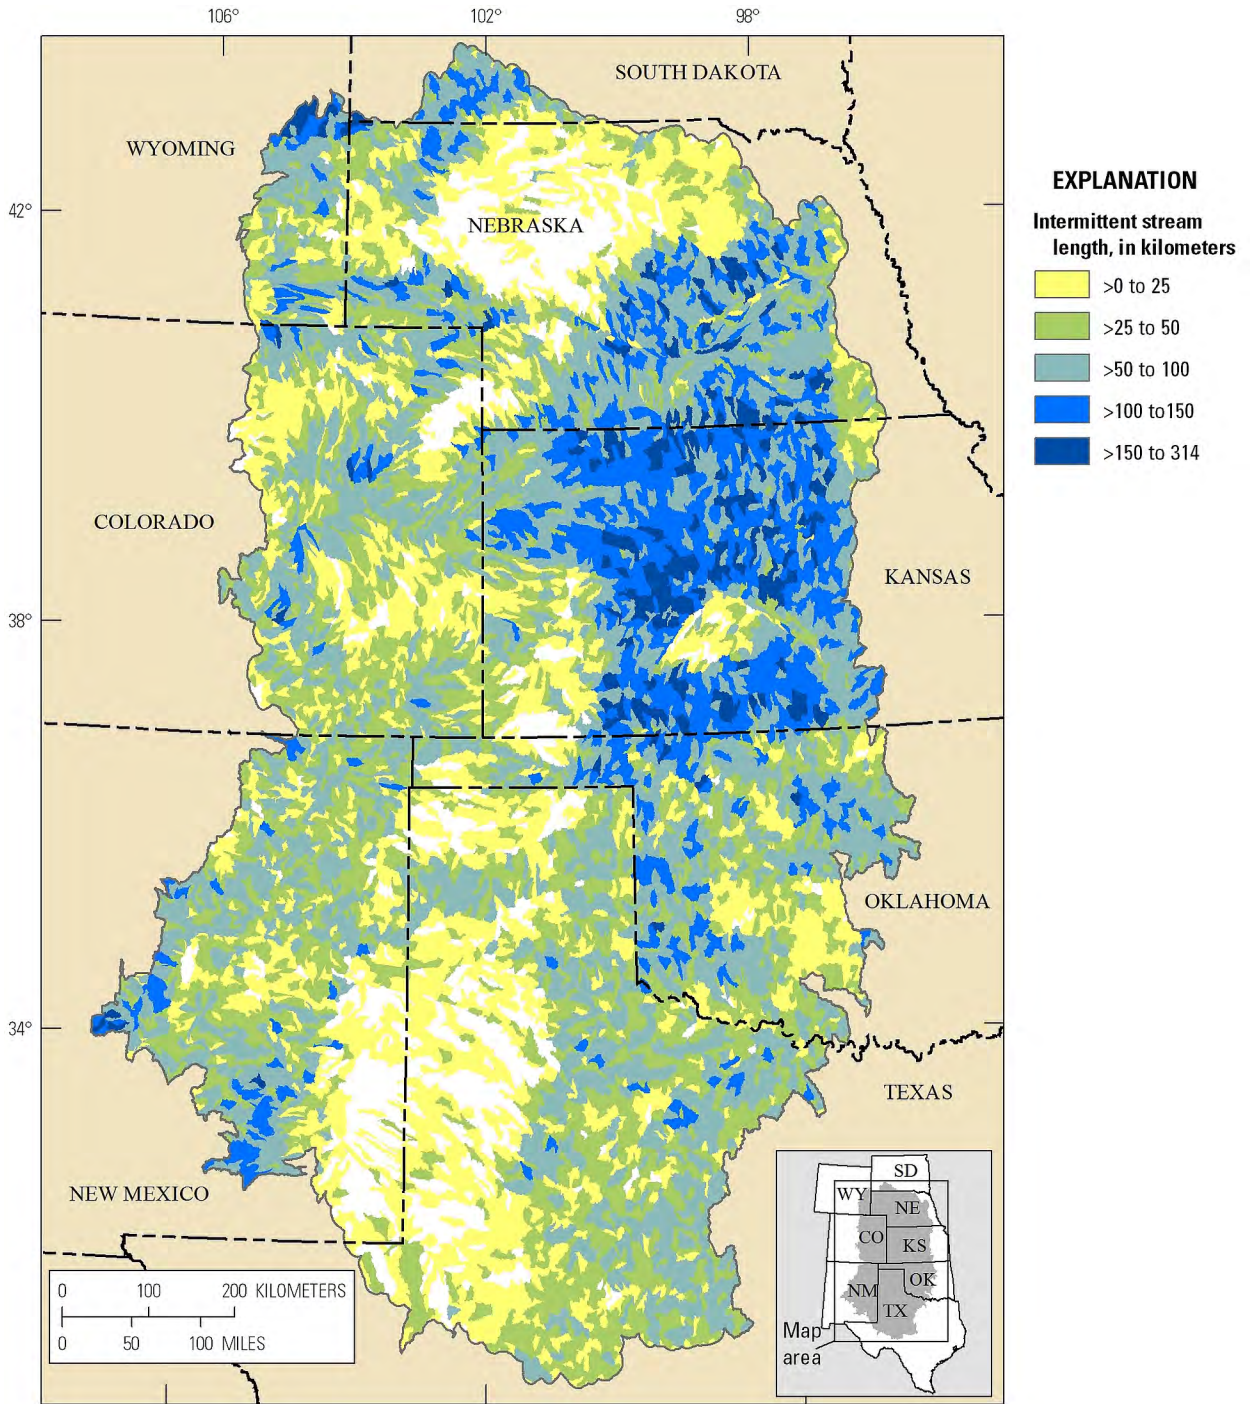 106°
102°
98°
SOUTH DAKOTA
WYOMING
42°
NEBRASKA
EXPLANATION
Intermittent stream
length, in kilometers
>0 to 25
>25 to 50
>50 to 100
>100 to150
>150 to 314
COLORADO
KANSAS
38°
OKLAHOMA
34°
TEXAS
NEW MEXICO
0 100 200 KILOMETERS
0 50 100 MILES
SD
WY
NE
CO
KS
OK
NM
TX
Map
area